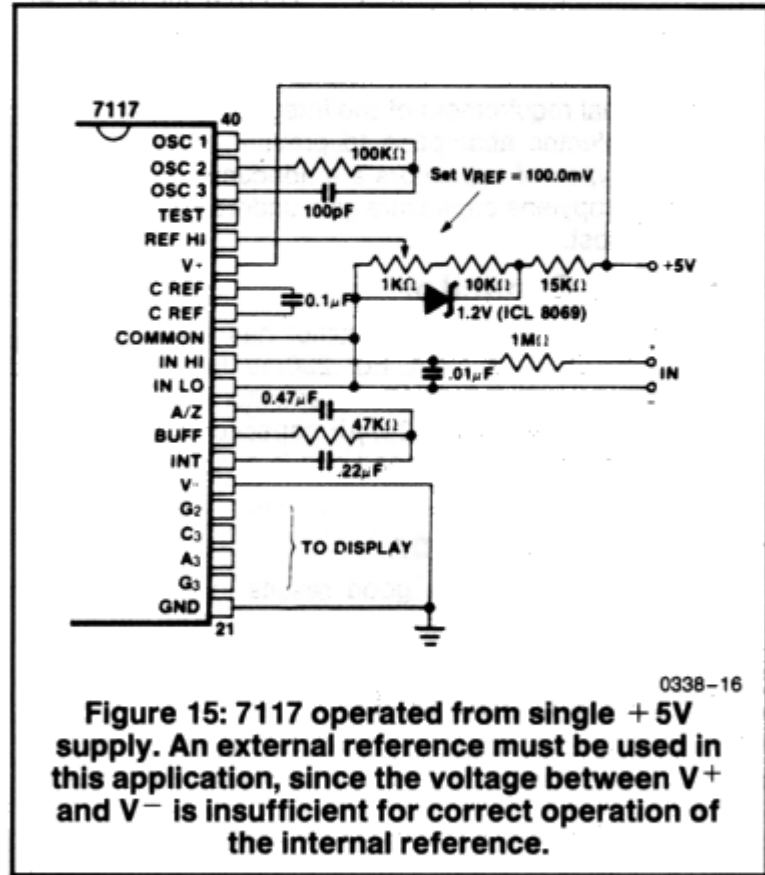 7117
40
OSC 1
OSC 2
OSC 3
TEST
REF HI
V+
C REF
C REF
COMMON
IN HI
IN LO
A/Z
BUFF
INT
V-
G2
C3
A3
G3
GND
21
100KΩ
100pF
Set VREF = 100.0mV
1KΩ
10KΩ
15KΩ
+5V
0.1μF
1.2V (ICL 8069)
1MΩ
.01μF
IN
0.47μF
47KΩ
.22μF
TO DISPLAY
0338-16
Figure 15: 7117 operated from single +5V
supply. An external reference must be used in
this application, since the voltage between V+
and V- is insufficient for correct operation of
the internal reference.